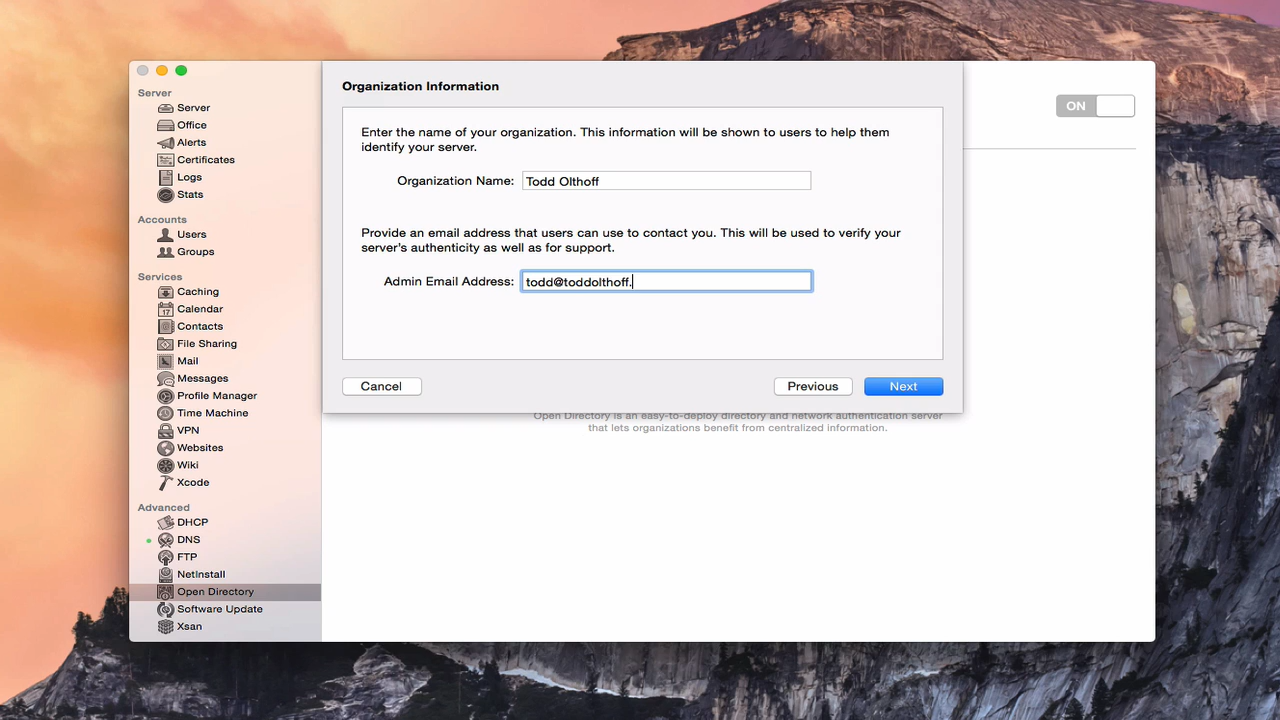 Server
Server
Office
Alerts
Certificates
Logs
Stats
Accounts
Users
Groups
Services
Caching
Calendar
Contacts
File Sharing
Mail
Messages
Profile Manager
Time Machine
VPN
Websites
Wiki
Xcode
Advanced
DHCP
DNS
FTP
NetInstall
Open Directory
Software Update
Xsan
Organization Information
Enter the name of your organization. This information will be shown to users to help them
identify your server.
Organization Name: Todd Olthoff
Provide an email address that users can use to contact you. This will be used to verify your
server's authenticity as well as for support.
Admin Email Address: todd@toddolthoff.
Cancel
Previous
Next
ON
Open Directory is an easy-to-deploy directory and network authentication server
that lets organizations benefit from centralized information.
17